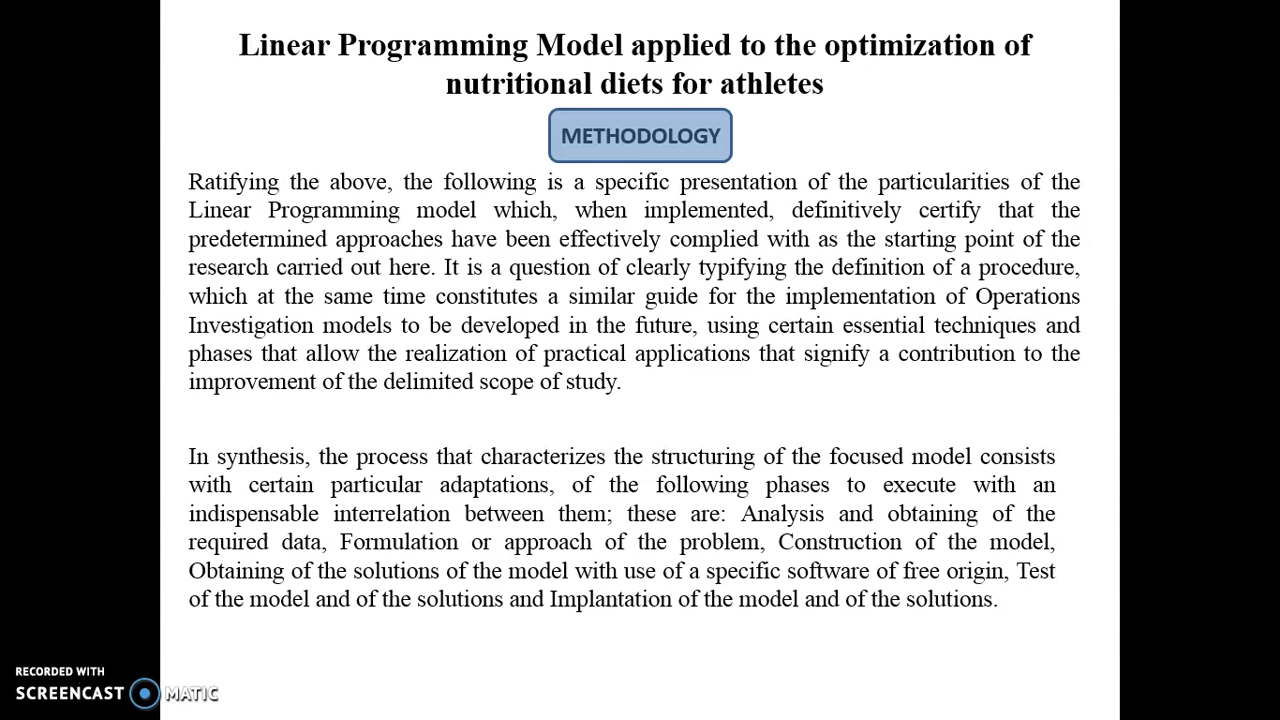 Linear Programming Model applied to the optimization of
nutritional diets for athletes
METHODOLOGY
Ratifying the above, the following is a specific presentation of the particularities of the
Linear Programming model which, when implemented, definitively certify that the
predetermined approaches have been effectively complied with as the starting point of the
research carried out here. It is a question of clearly typifying the definition of a procedure,
which at the same time constitutes a similar guide for the implementation of Operations
Investigation models to be developed in the future, using certain essential techniques and
phases that allow the realization of practical applications that signify a contribution to the
improvement of the delimited scope of study.
In synthesis, the process that characterizes the structuring of the focused model consists
with certain particular adaptations, of the following phases to execute with an
indispensable interrelation between them; these are: Analysis and obtaining of the
required data, Formulation or approach of the problem, Construction of the model,
Obtaining of the solutions of the model with use of a specific software of free origin, Test
of the model and of the solutions and Implantation of the model and of the solutions.
RECORDED WITH
SCREENCAST MATIC